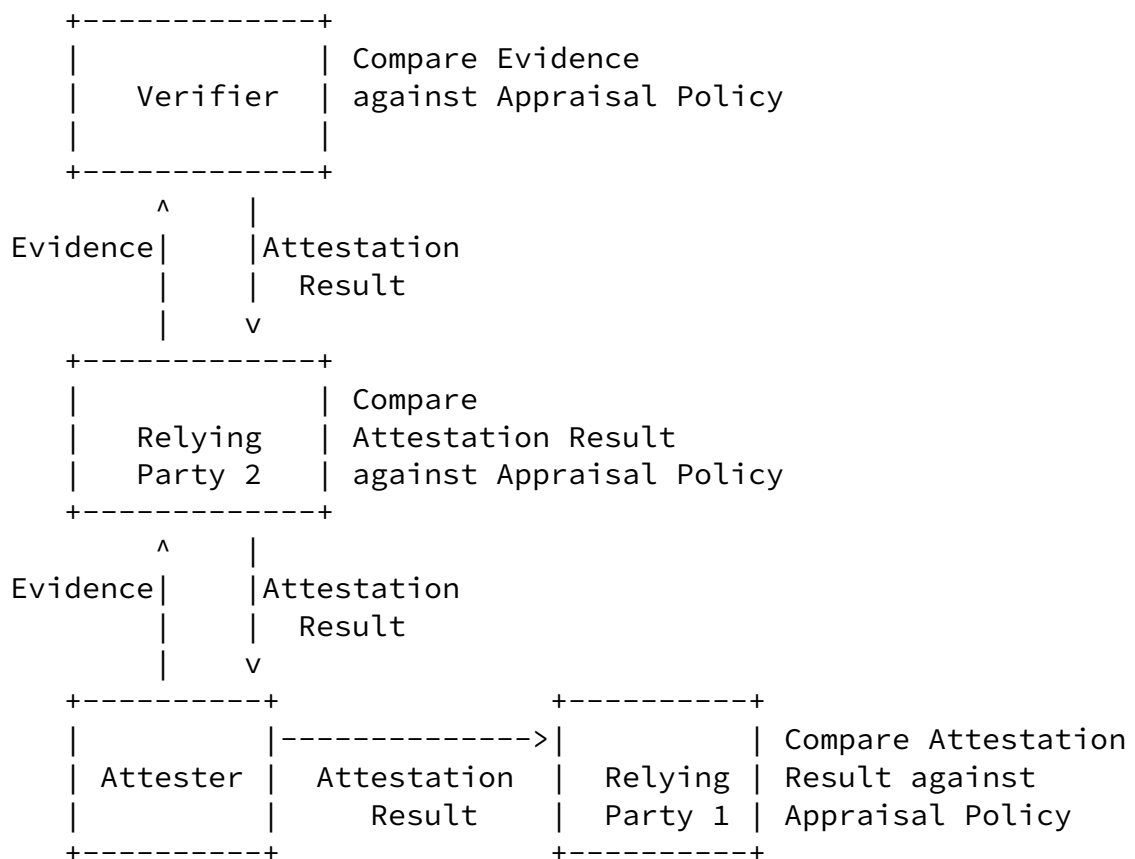 Compare Evidence
Verifier against Appraisal Policy
Evidence Attestation
Result
Compare
Relying Attestation Result
Party 2 against Appraisal Policy
Evidence Attestation
Result
Compare Attestation
Attester Attestation Relying Result against
Result Party 1 Appraisal Policy